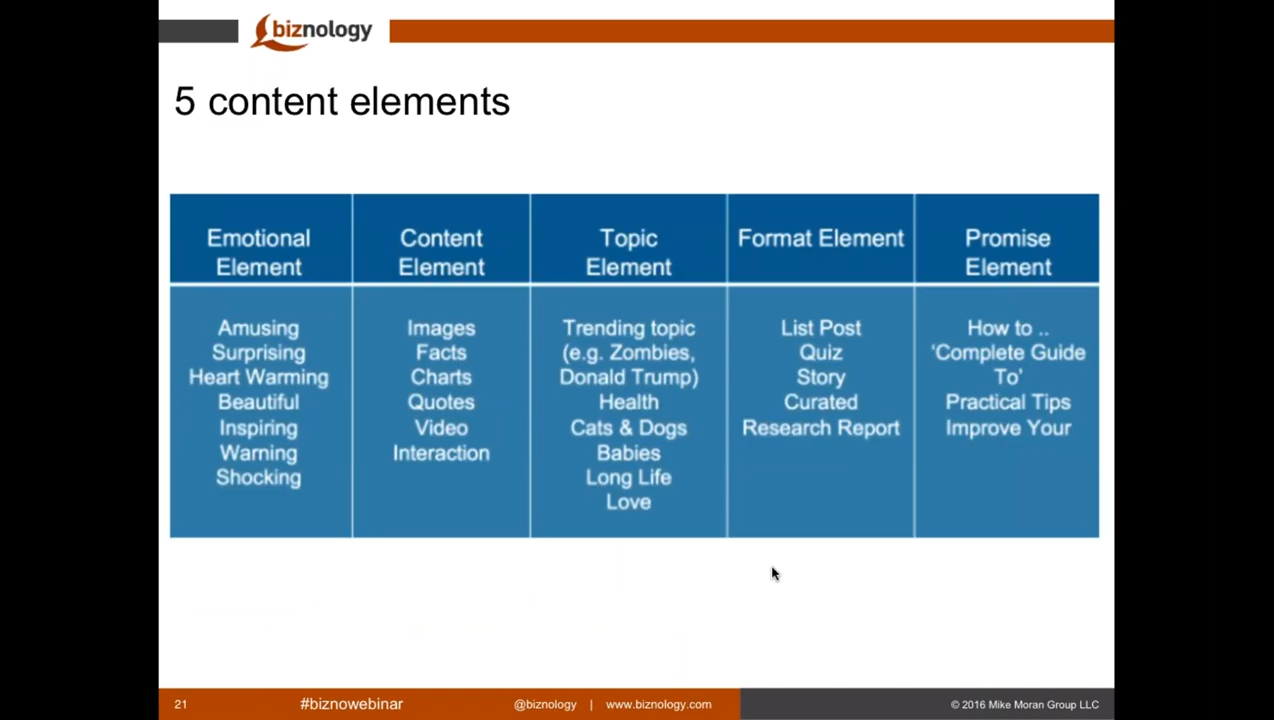 biznology
5 content elements
Emotional
Element
Content
Element
Topic
Element
Format Element
Promise
Element
Amusing
Surprising
Heart Warming
Beautiful
Inspiring
Warning
Shocking
Images
Facts
Charts
Quotes
Video
Interaction
Trending topic
(e.g. Zombies,
Donald Trump)
Health
Cats & Dogs
Babies
Long Life
Love
List Post
Quiz
Story
Curated
Research Report
How to ..
'Complete Guide
To'
Practical Tips
Improve Your
21
#biznowebinar
@biznology | www.biznology.com
© 2016 Mike Moran Group LLC